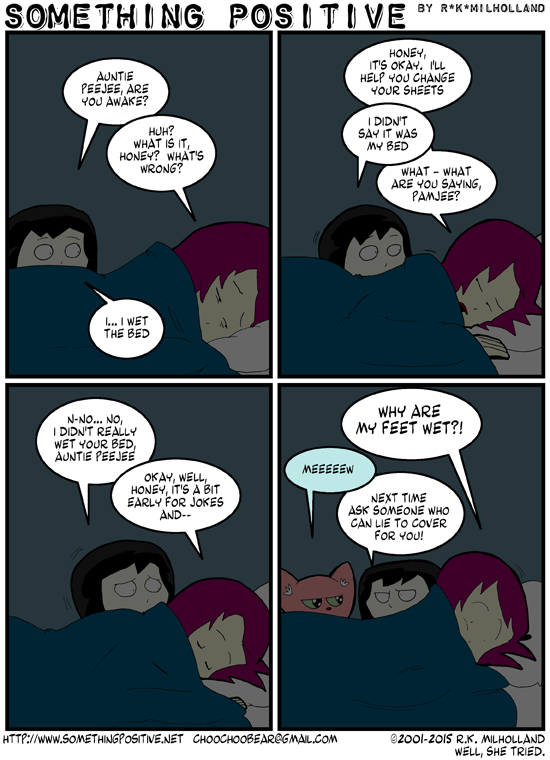 SOMETHING POSITIVE BY R*K*MILHOLLAND
AUNTIE
PEEJEE, ARE
YOU AWAKE?
HUH?
WHAT IS IT,
HONEY? WHAT'S
WRONG?
I... I WET
THE BED
HONEY,
IT'S OKAY. I'LL
HELP YOU CHANGE
YOUR SHEETS
I DIDN'T
SAY IT WAS
MY BED
WHAT - WHAT
ARE YOU SAYING,
PAMJEE?
N-NO... NO,
I DIDN'T REALLY
WET YOUR BED,
AUNTIE PEEJEE
OKAY, WELL,
HONEY, IT'S A BIT
EARLY FOR JOKES
AND--
WHY ARE
MY FEET WET?!
MEEEEEW
NEXT TIME
ASK SOMEONE WHO
CAN LIE TO COVER
FOR YOU!
HTTP://WWW.SOMETHINGPOSITIVE.NET CHOOCHOOBEAR@GMAIL.COM ©2001-2015 R.K. MILHOLLAND
WELL, SHE TRIED.